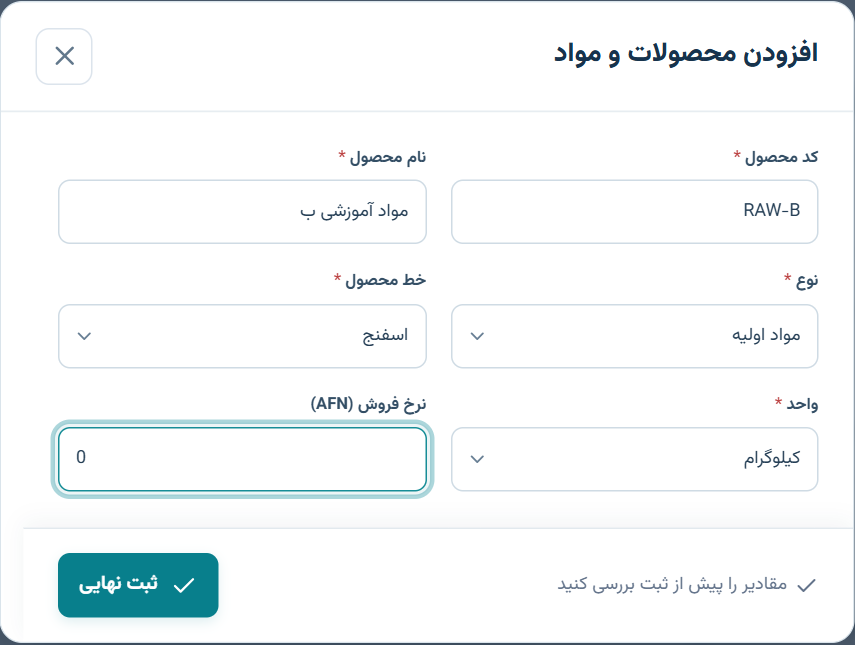 افزودن محصولات و مواد
کد محصول *
نام محصول *
RAW-B
مواد آموزشی ب
نوع *
خط محصول *
مواد اولیه
اسفنج
واحد *
نرخ فروش (AFN)
کیلوگرام
0
مقادیر را پیش از ثبت بررسی کنید
ثبت نهایی